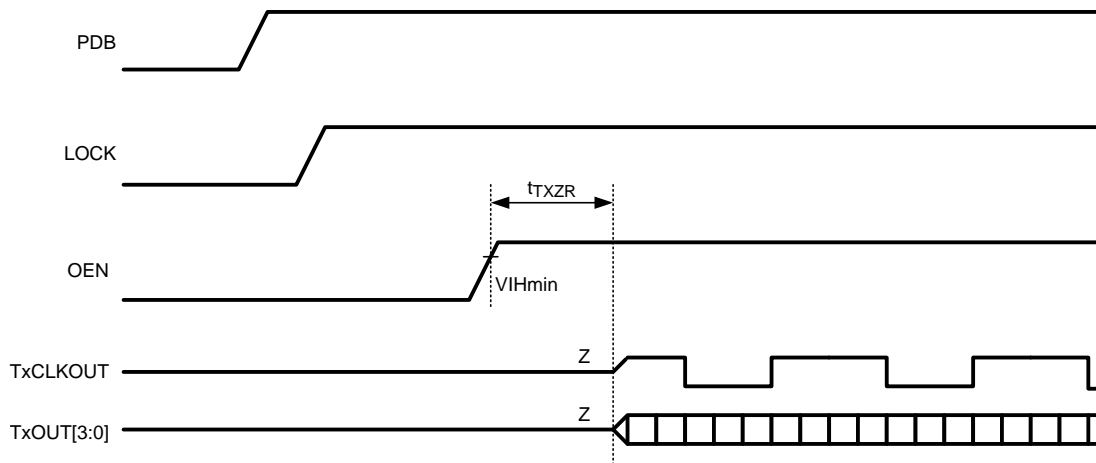 PDB
LOCK
tTXZR
OEN
VIHmin
Z
TxCLKOUT
Z
TxOUT[3:0]